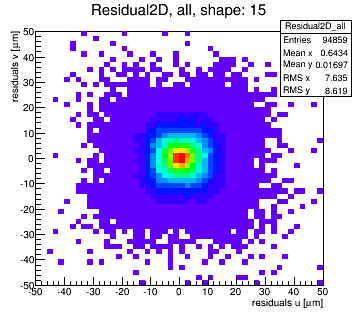 Residual2D, all, shape: 15
Residual2D_all
Entries 94859
Mean x 0.6434
Mean y 0.01697
RMS x 7.635
RMS y 8.619
residuals v [µm]
50
40
30
20
10
0
-10
-20
-30
-40
-50
-50 -40 -30 -20 -10 0 10 20 30 40 50
residuals u [µm]